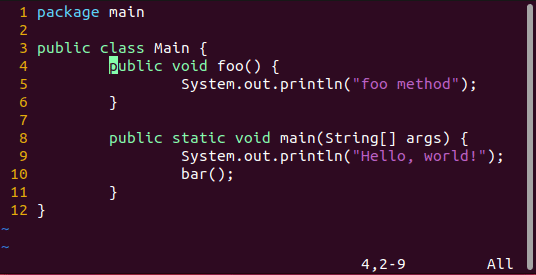 1 package main
2
3 public class Main {
4         public void foo() {
5                 System.out.println("foo method");
6         }
7
8         public static void main(String[] args) {
9                 System.out.println("Hello, world!");
10                 bar();
11         }
12 }
~
~
4,2-9 All